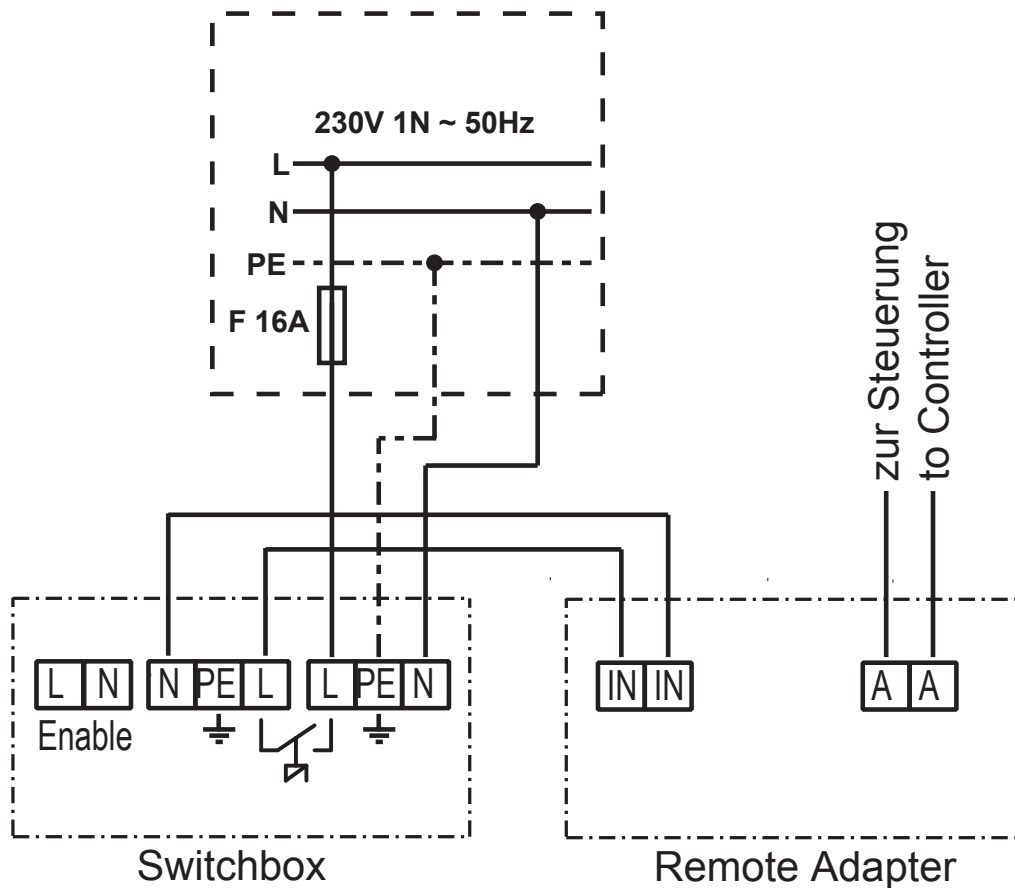 230V 1N ~ 50Hz
L
N
PE
F 16A
zur Steuerung
to Controller
L N N PE L L PE N
IN IN
A A
Enable
Switchbox
Remote Adapter